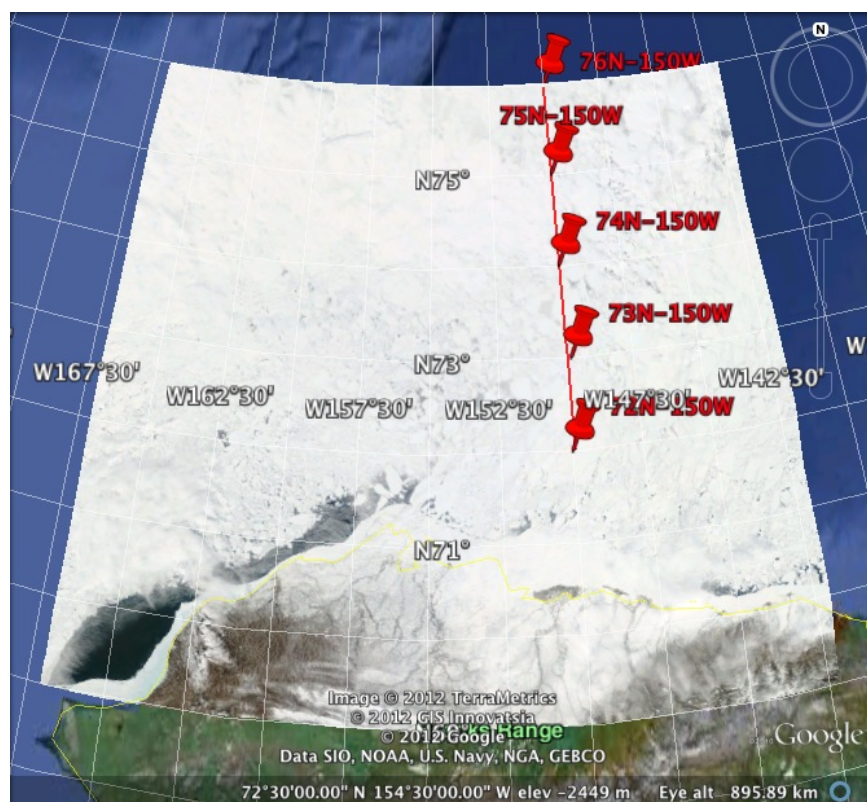 N
76N-150W
75N-150W
N75°
74N-150W
73N-150W
N73°
W167°30'
W162°30'
W157°30'
W152°30'
W147°30'
W142°30'
W
72N-150W
N71°
Image © 2012 TerraMetrics
© 2012 GIS Innovatsia
© 2012 Google
Range
Data SIO, NOAA, U.S. Navy, NGA, GEBCO
Google
72°30'00.00" N 154°30'00.00" W elev -2449 m Eye alt 895.89 km